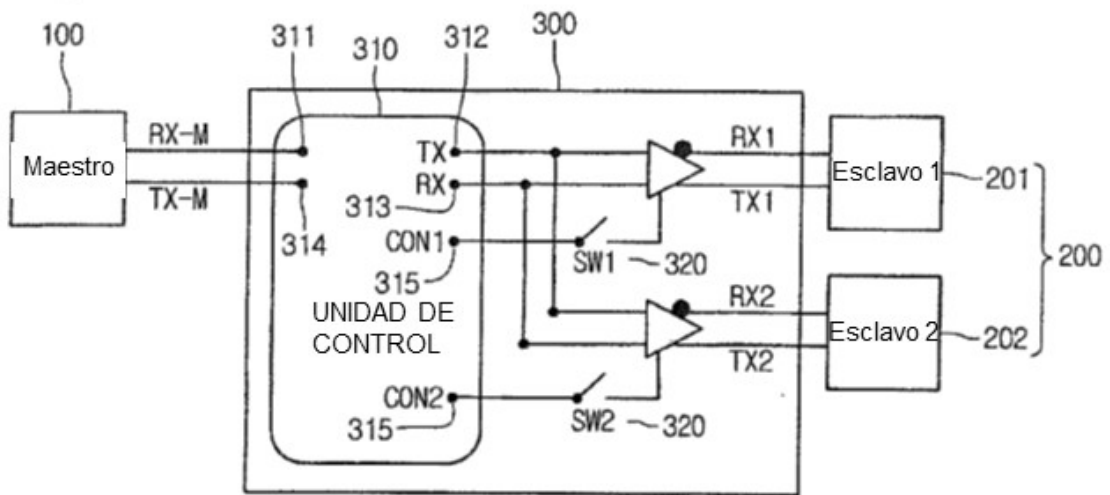 100
311
310
312
300
Maestro
RX-M
TX-M
314
TX
RX
313
CON1
315
SW1
320
UNIDAD DE
CONTROL
CON2
315
SW2
320
RX1
TX1
Esclavo 1
201
RX2
TX2
Esclavo 2
202
200